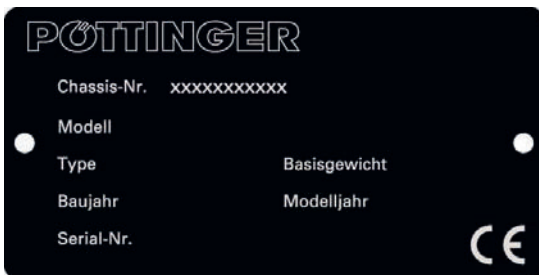 PÖTTINGER
Chassis-Nr. xxxxxxxxxxx
Modell
Type Basisgewicht
Baujahr Modelljahr
Serial-Nr.
CE